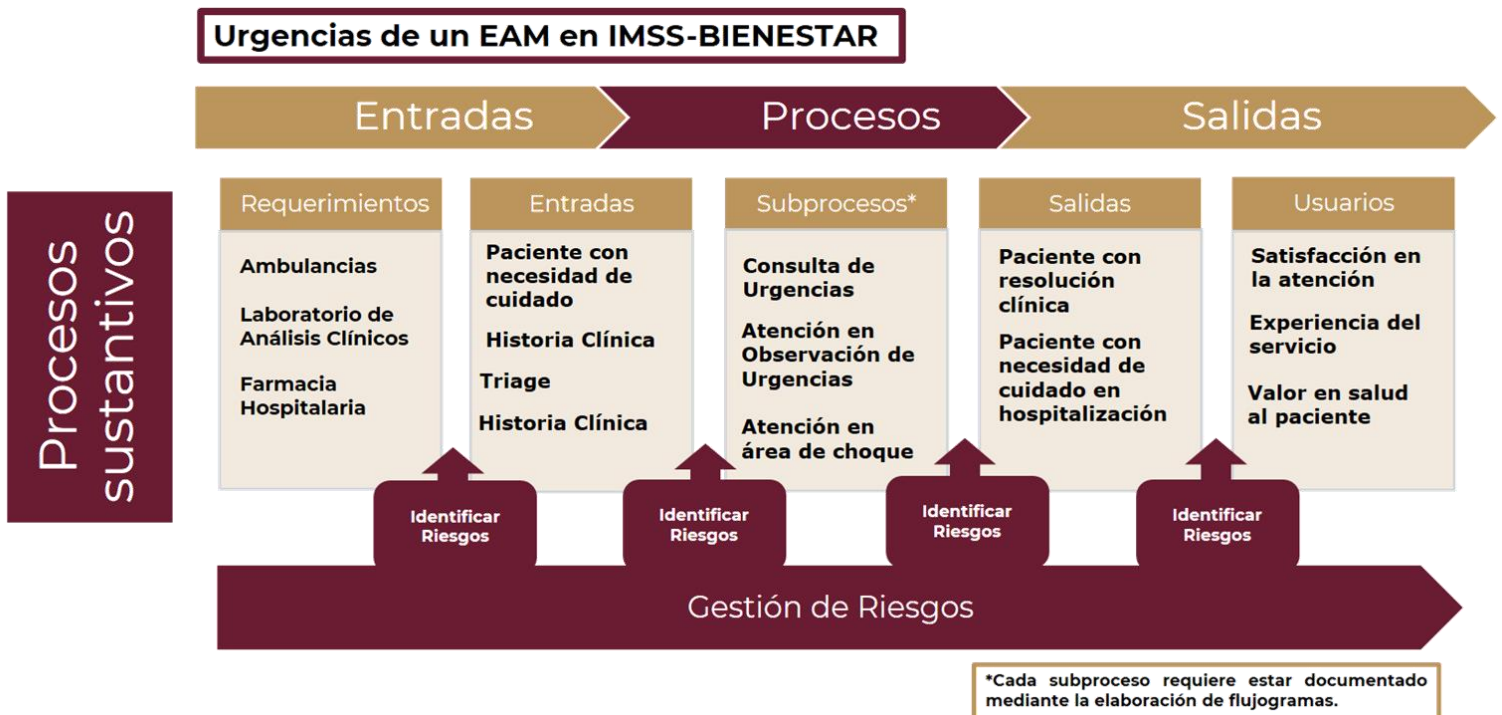 Urgencias de un EAM en IMSS-BIENESTAR
Entradas
Procesos
Salidas
Procesos
sustantivos
Requerimientos
Ambulancias
Laboratorio de
Análisis Clínicos
Farmacia
Hospitalaria
Entradas
Paciente con
necesidad de
cuidado
Historia Clínica
Triage
Historia Clínica
Subprocesos*
Consulta de
Urgencias
Atención en
Observación de
Urgencias
Atención en
área de choque
Salidas
Paciente con
resolución
clínica
Paciente con
necesidad de
cuidado en
hospitalización
Usuarios
Satisfacción en
la atención
Experiencia del
servicio
Valor en salud
al paciente
Identificar
Riesgos
Identificar
Riesgos
Identificar
Riesgos
Identificar
Riesgos
Gestión de Riesgos
*Cada subproceso requiere estar documentado
mediante la elaboración de flujogramas.